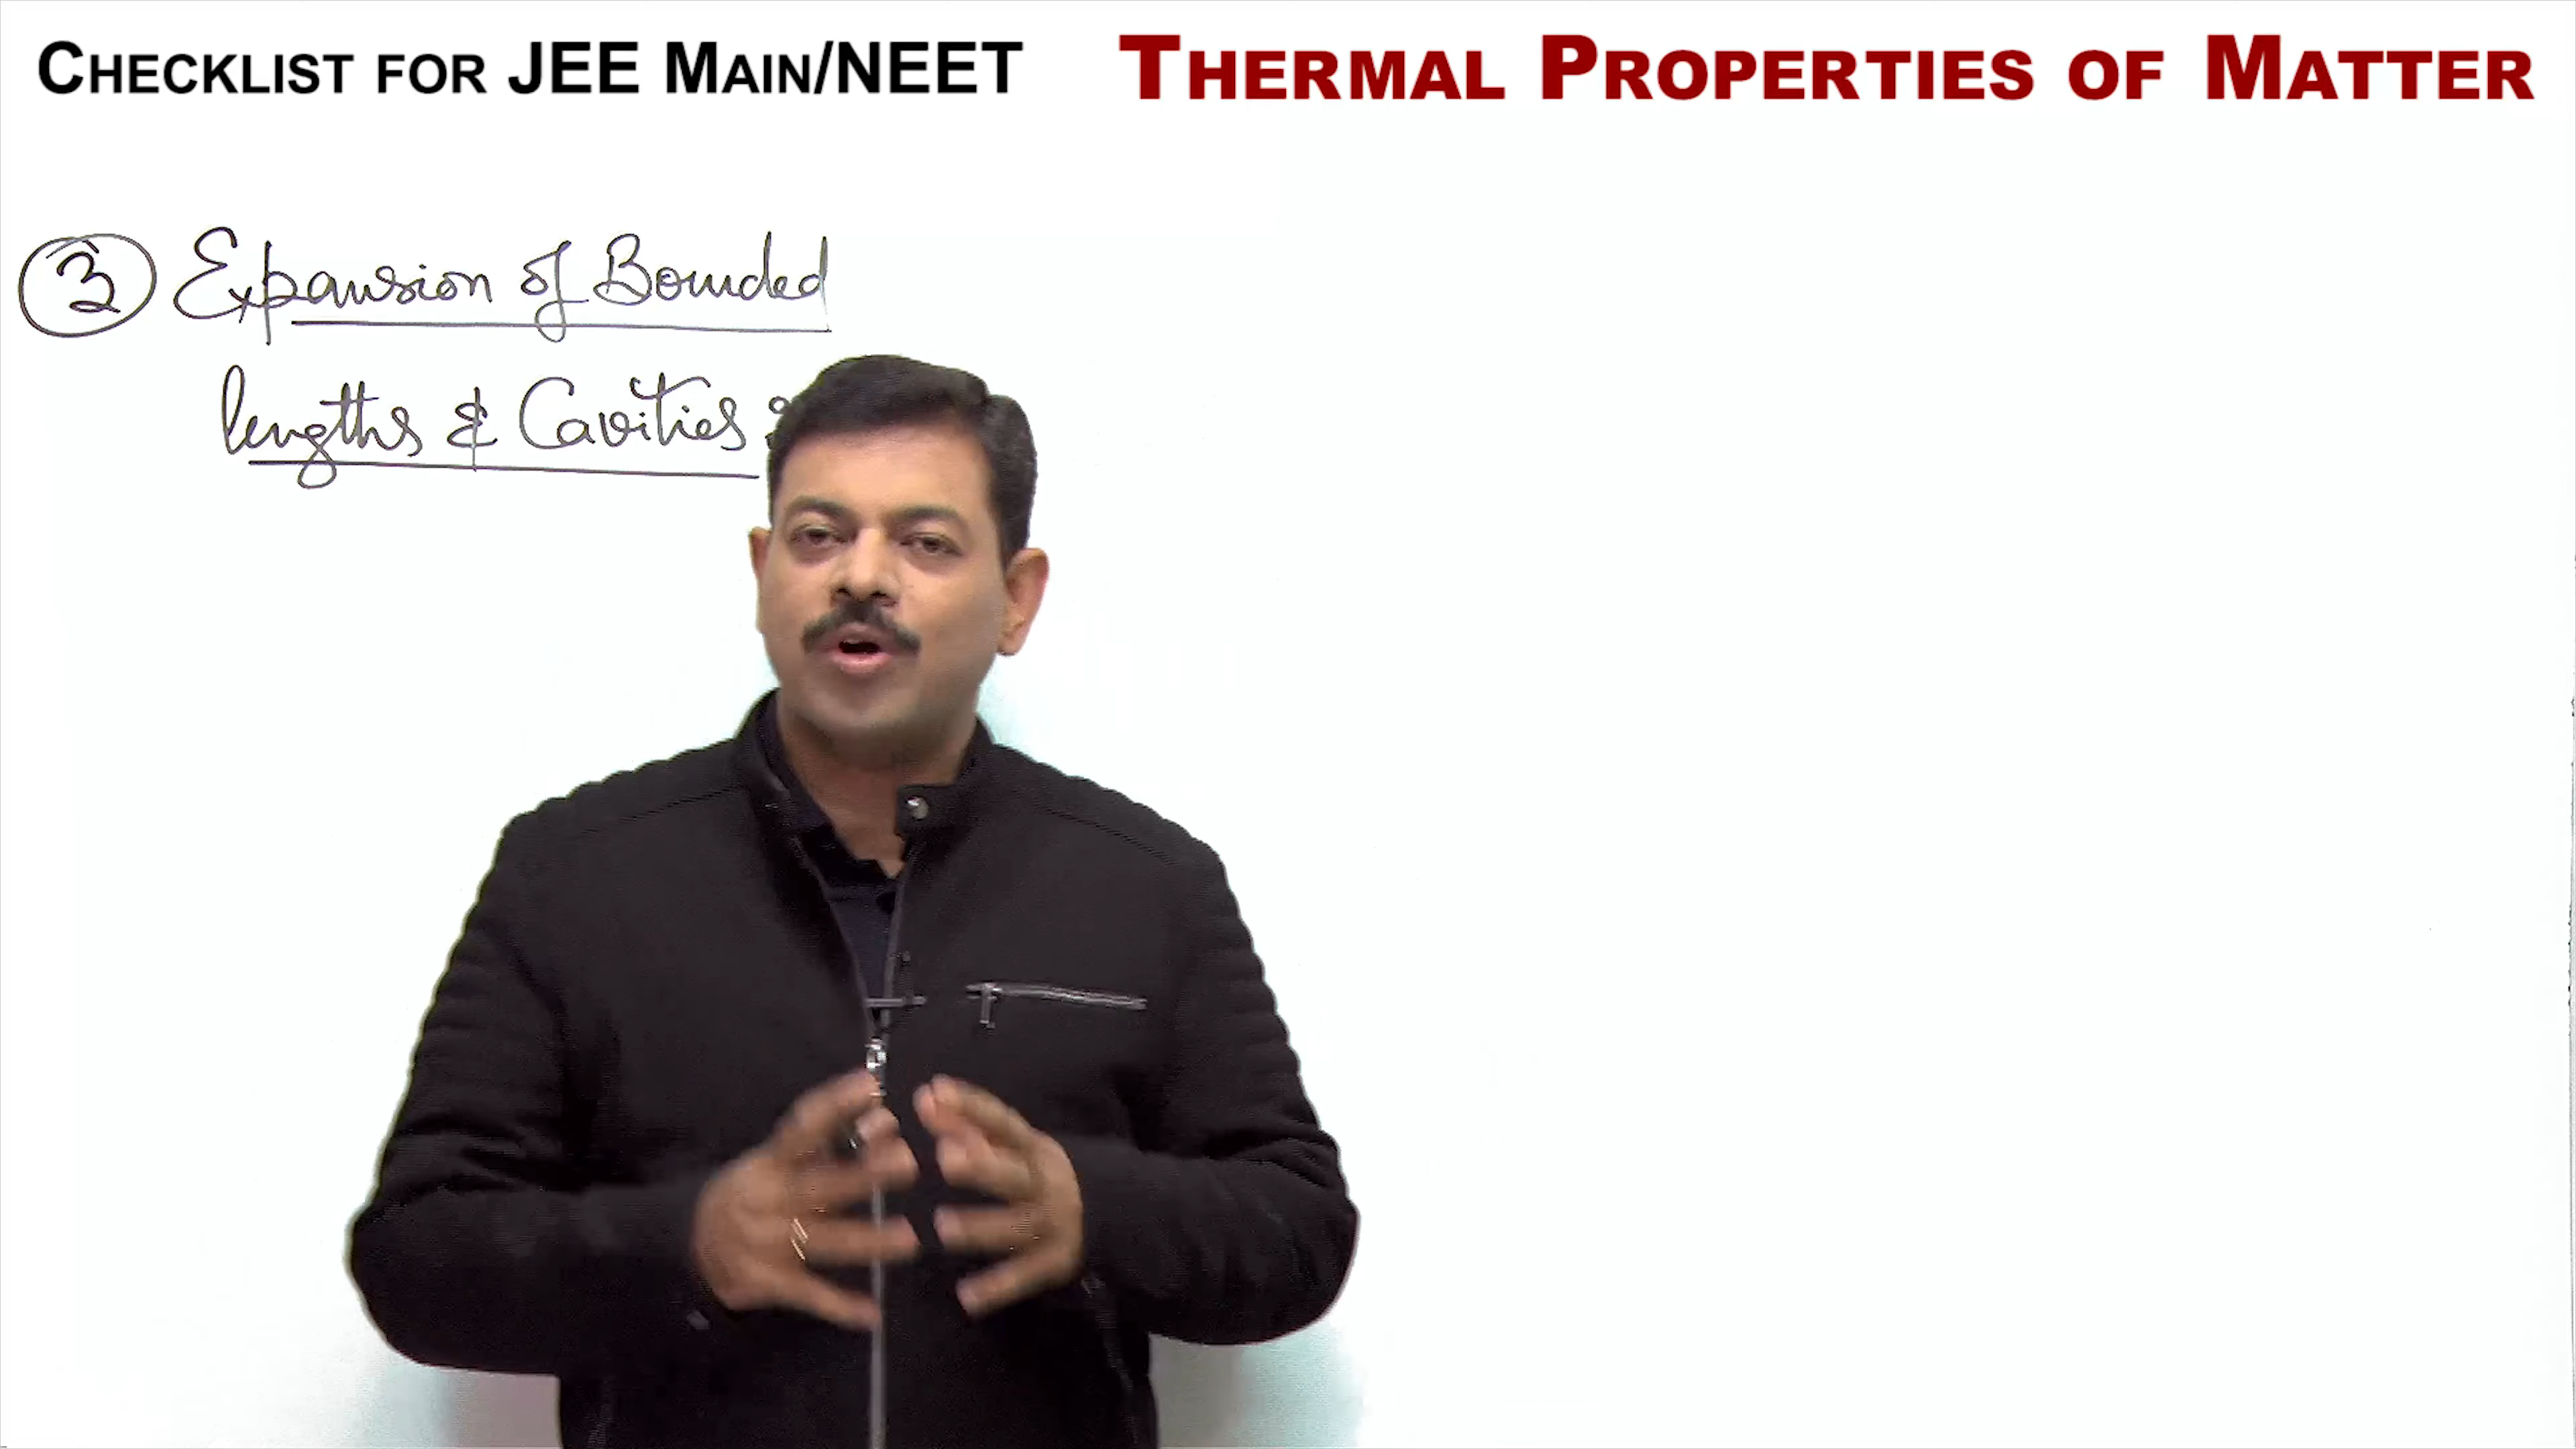 CHECKLIST FOR JEE MAIN/NEET THERMAL PROPERTIES OF MATTER
③ Expansion of Bounded
lengths & Cavities :